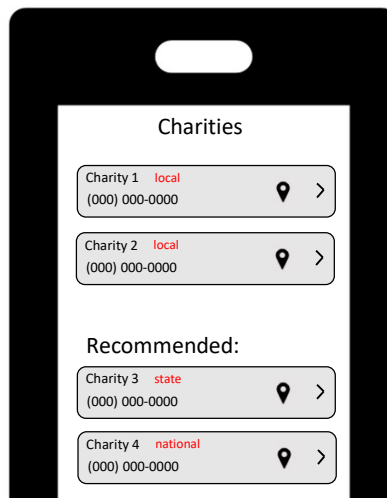 Charities
Charity 1 local
(000) 000-0000
Charity 2 local
(000) 000-0000
Recommended:
Charity 3 state
(000) 000-0000
Charity 4 national
(000) 000-0000